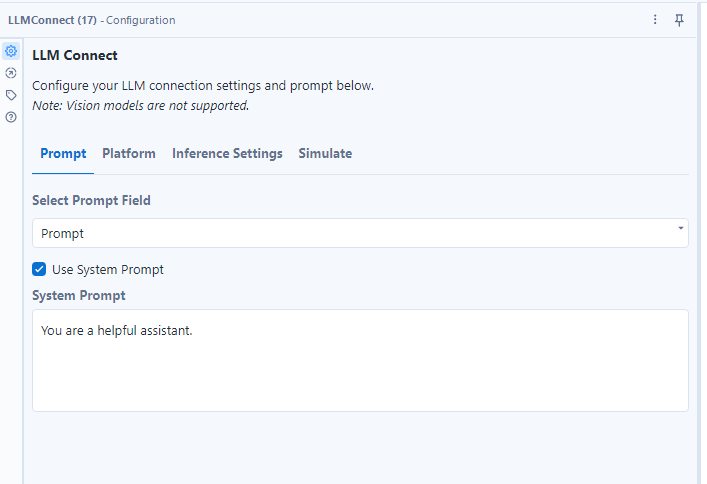 LLMConnect (17) - Configuration
LLM Connect
Configure your LLM connection settings and prompt below.
Note: Vision models are not supported.
Prompt Platform Inference Settings Simulate
Select Prompt Field
Prompt
Use System Prompt
System Prompt
You are a helpful assistant.